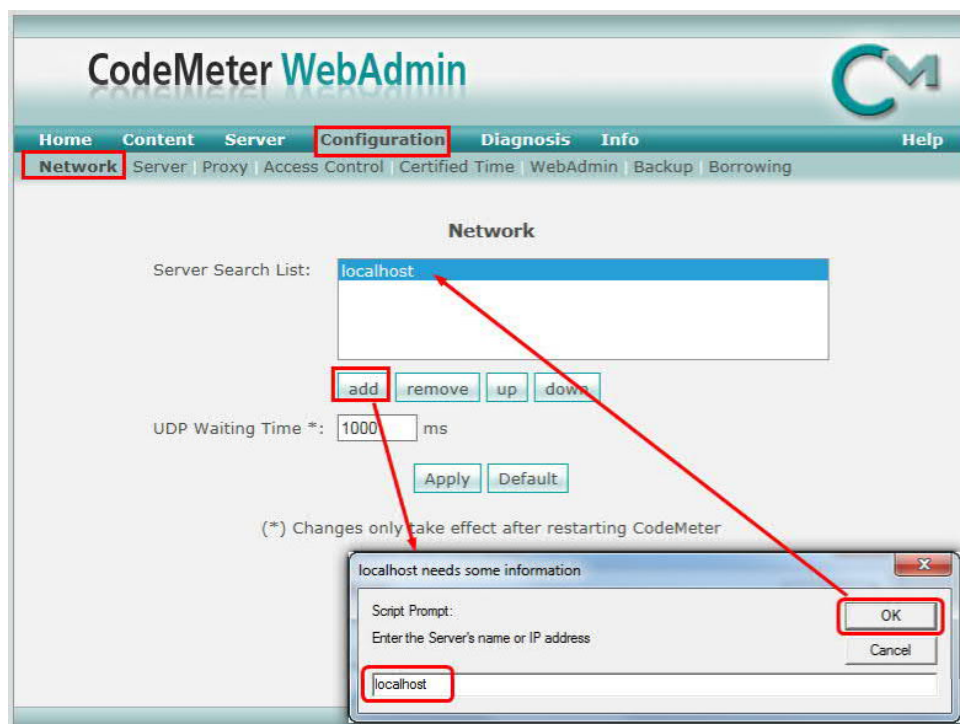 CodeMeter WebAdmin
CM
Home Content Server Configuration Diagnosis Info Help
Network | Server | Proxy | Access Control | Certified Time | WebAdmin | Backup | Borrowing
Network
Server Search List: localhost
add remove up down
UDP Waiting Time *: 1000 ms
Apply Default
(*) Changes only take effect after restarting CodeMeter
localhost needs some information
Script Prompt:
OK
Enter the Server's name or IP address
Cancel
localhost